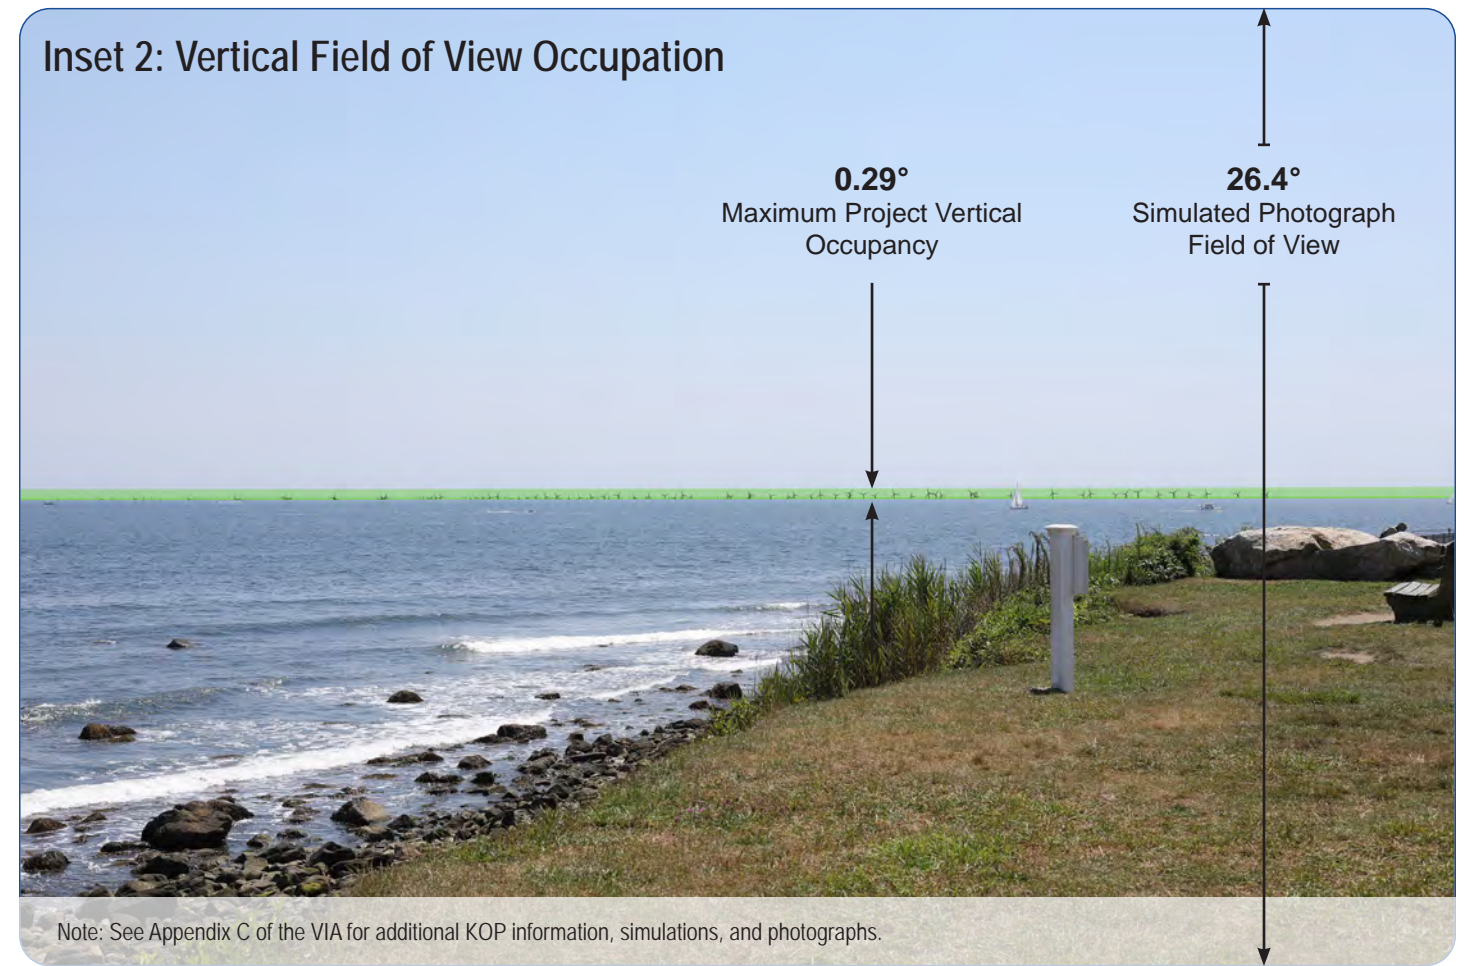 Inset 2: Vertical Field of View Occupation
0.29°
Maximum Project Vertical
Occupancy
26.4°
Simulated Photograph
Field of View
Note: See Appendix C of the VIA for additional KOP information, simulations, and photographs.